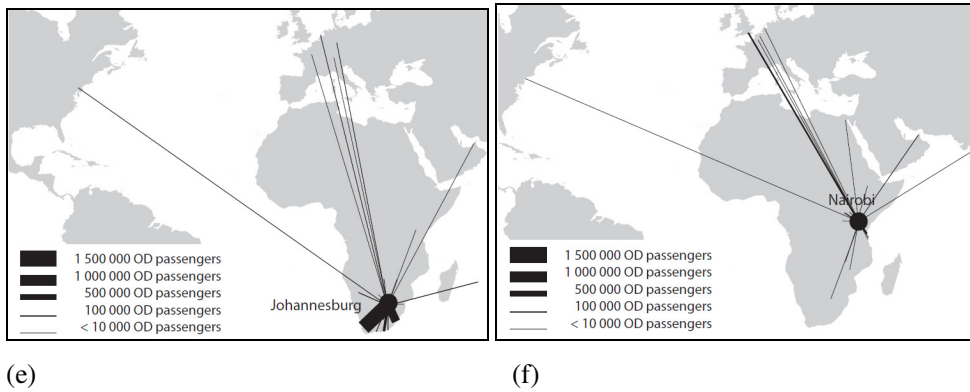 Johannesburg
1 500 000 OD passengers
1 000 000 OD passengers
500 000 OD passengers
100 000 OD passengers
< 10 000 OD passengers
(e)
Nairobi
1 500 000 OD passengers
1 000 000 OD passengers
500 000 OD passengers
100 000 OD passengers
< 10 000 OD passengers
(f)